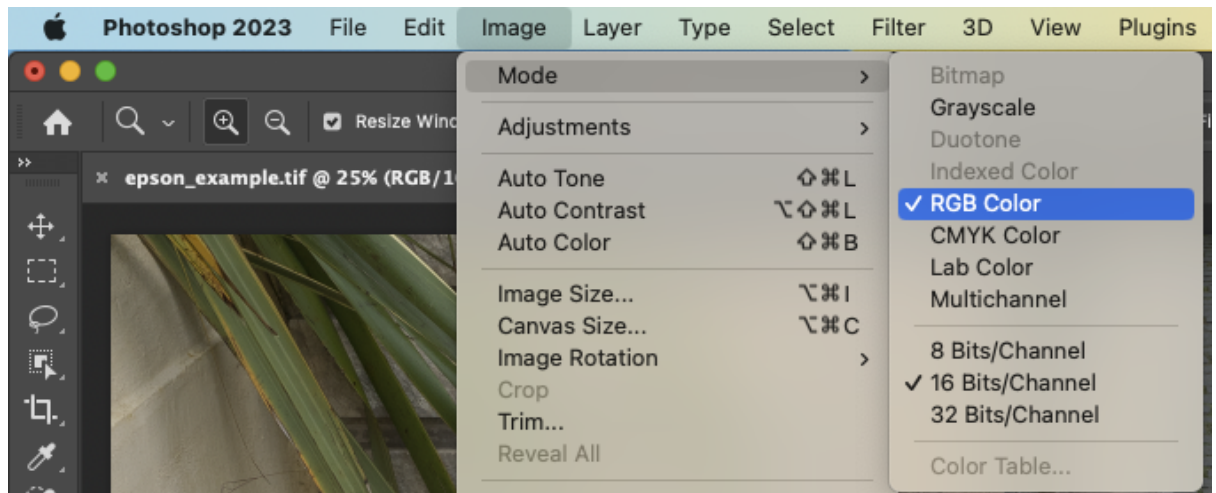 Photoshop 2023 File Edit Image Layer Type Select Filter 3D View Plugins
Resize Wind
epson_example.tif @ 25% (RGB/1
Mode >
Adjustments >
Auto Tone ⇧⌘L
Auto Contrast ⌥⇧⌘L
Auto Color ⇧⌘B
Image Size... ⌥⌘I
Canvas Size... ⌥⌘C
Image Rotation >
Crop
Trim...
Reveal All
Bitmap
Grayscale
Duotone
Indexed Color
✓ RGB Color
CMYK Color
Lab Color
Multichannel
8 Bits/Channel
✓ 16 Bits/Channel
32 Bits/Channel
Color Table...